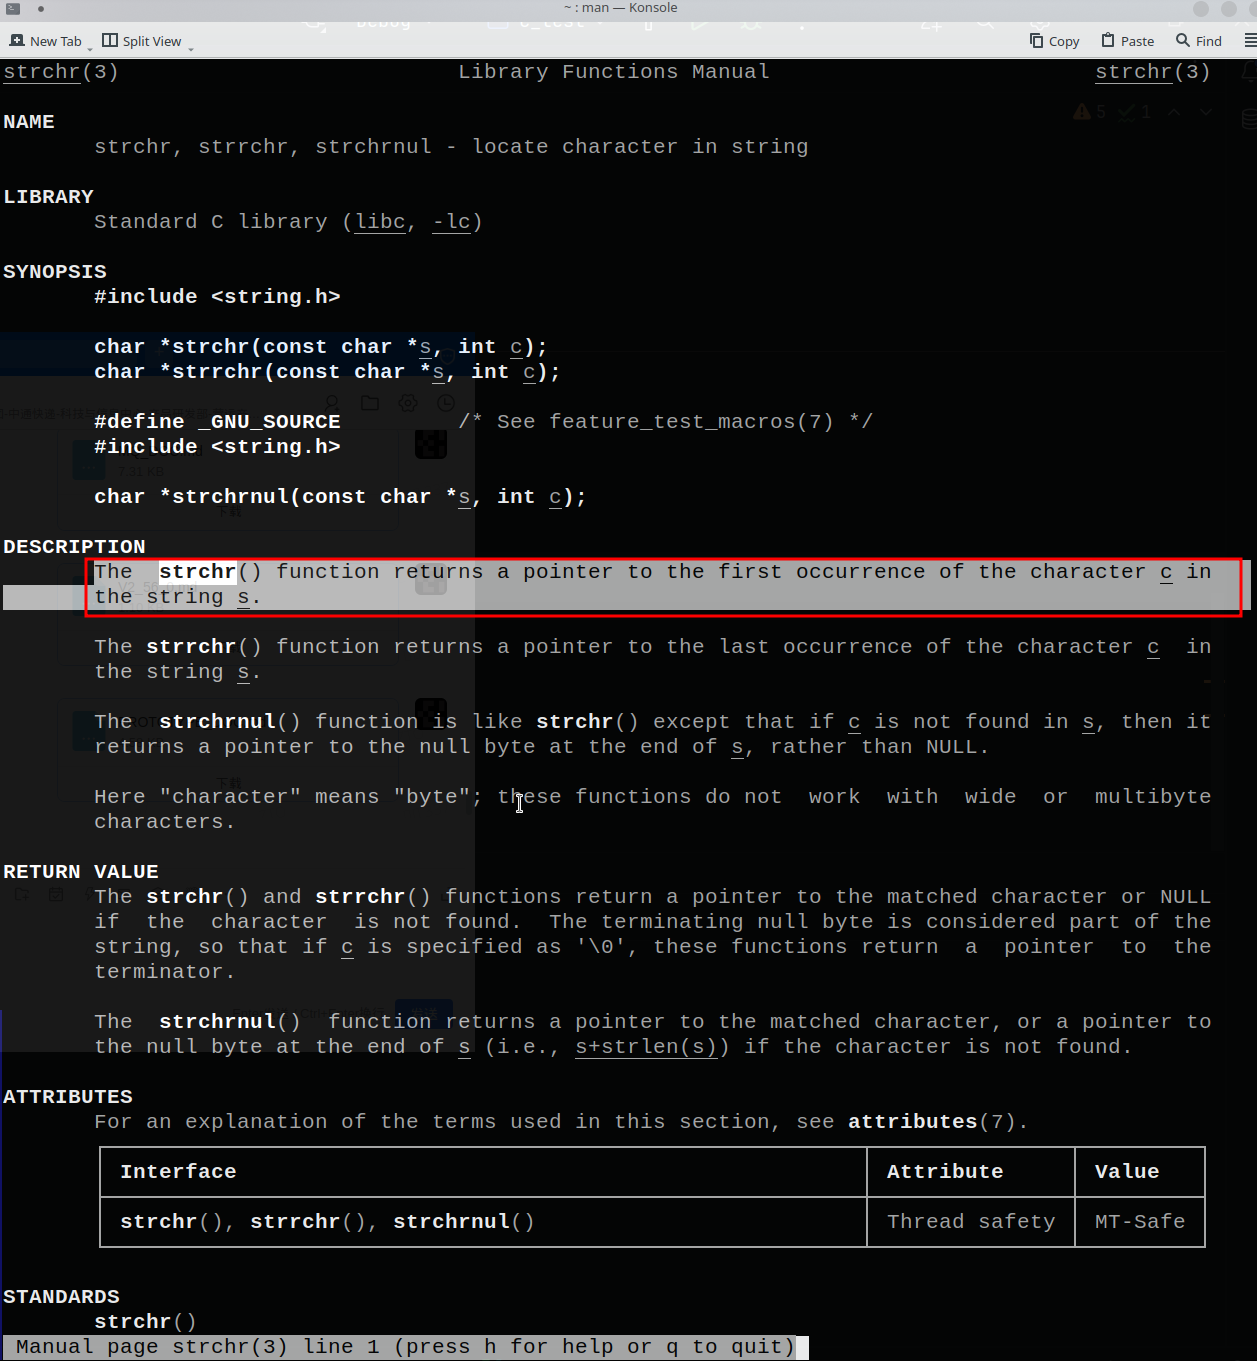 ~ : man — Konsole
New Tab Split View Copy Paste Find
strchr(3) Library Functions Manual strchr(3)
5 1
NAME
strchr, strrchr, strchrnul - locate character in string
LIBRARY
Standard C library (libc, -lc)
SYNOPSIS
#include <string.h>
char *strchr(const char *s, int c);
char *strrchr(const char *s, int c);
#define _GNU_SOURCE /* See feature_test_macros(7) */
#include <string.h>
7.31 KB
char *strchrnul(const char *s, int c);
下载
DESCRIPTION
The strchr() function returns a pointer to the first occurrence of the character c in
the string s.
The strrchr() function returns a pointer to the last occurrence of the character c in
the string s.
The strchrnul() function is like strchr() except that if c is not found in s, then it
returns a pointer to the null byte at the end of s, rather than NULL.
下载
Here "character" means "byte"; these functions do not work with wide or multibyte
characters.
RETURN VALUE
The strchr() and strrchr() functions return a pointer to the matched character or NULL
if the character is not found. The terminating null byte is considered part of the
string, so that if c is specified as '\0', these functions return a pointer to the
terminator.
The strchrnul() function returns a pointer to the matched character, or a pointer to
the null byte at the end of s (i.e., s+strlen(s)) if the character is not found.
ATTRIBUTES
For an explanation of the terms used in this section, see attributes(7).
Interface Attribute Value
strchr(), strrchr(), strchrnul() Thread safety MT-Safe
STANDARDS
strchr()
Manual page strchr(3) line 1 (press h for help or q to quit)